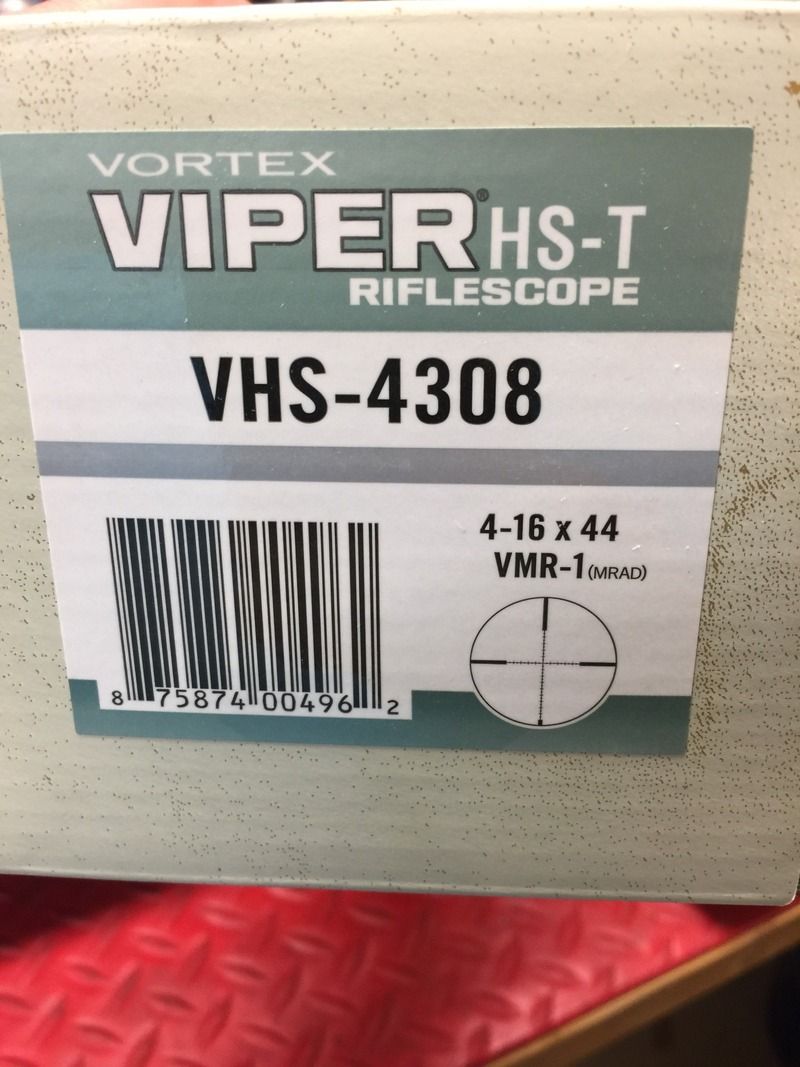 VORTEX
VIPER® HS-T
RIFLESCOPE
VHS-4308
4-16 x 44
VMR-1 (MRAD)
8 75874 00496 2